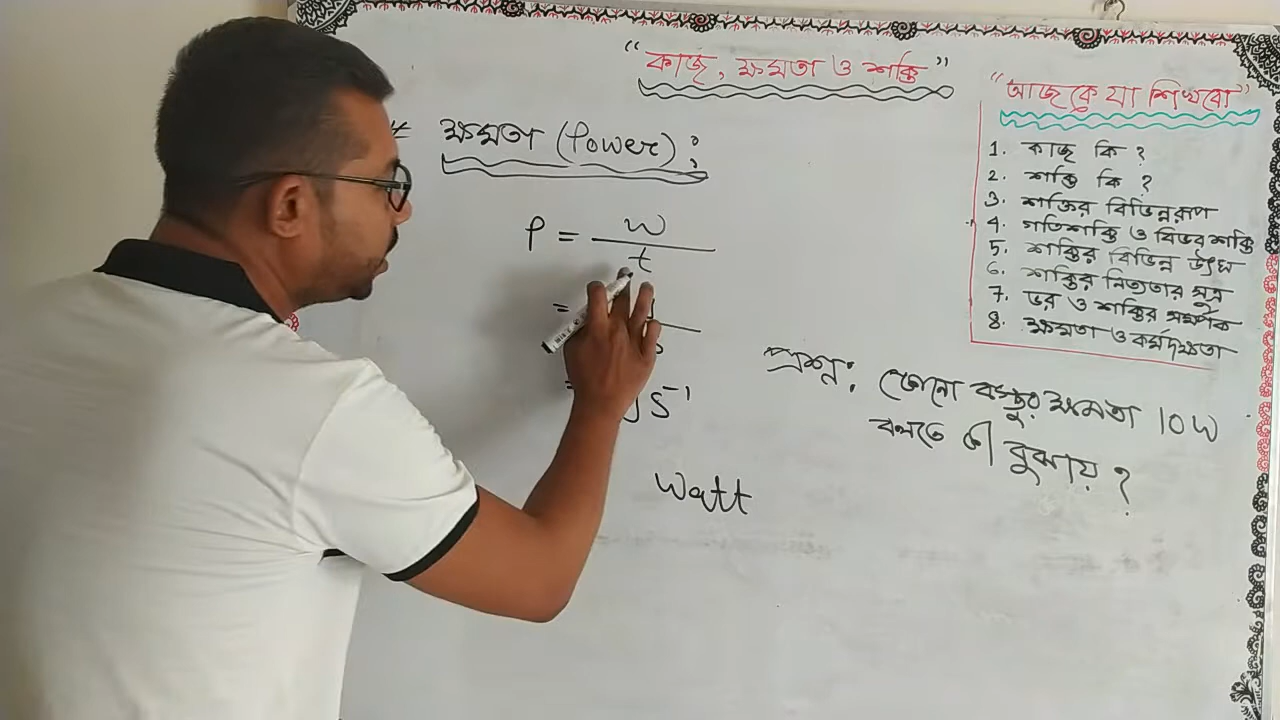 "কাজ, ক্ষমতা ও শক্তি"
# ক্ষমতা (Power):
P = W
t
=
=
J S⁻¹
Watt
"আজকে যা শিখবো"
1. কাজ কি ?
2. শক্তি কি ?
3. শক্তির বিভিন্নরূপ
4. গতিশক্তি ও বিভব শক্তি
5. শক্তির বিভিন্ন উৎস
6. শক্তির নিত্যতার সূত্র
7. ভর ও শক্তির সম্পর্ক
8. ক্ষমতা ও কর্মদক্ষতা
প্রশ্ন: কোনো বস্তুর ক্ষমতা 10W
বলতে কী বুঝায় ?